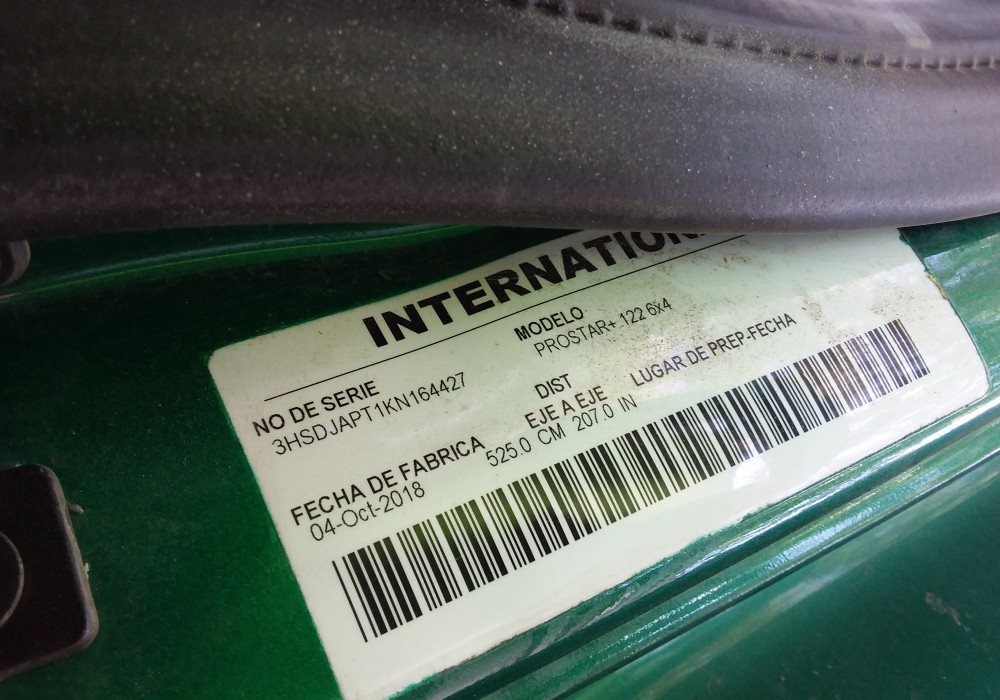 INTERNATION
MODELO
PROSTAR+ 122 6x4
NO DE SERIE
3HSDJAPT1KN164427
DIST
EJE A EJE
LUGAR DE PREP-FECHA
525.0 CM 207.0 IN
FECHA DE FABRICA
04-Oct-2018